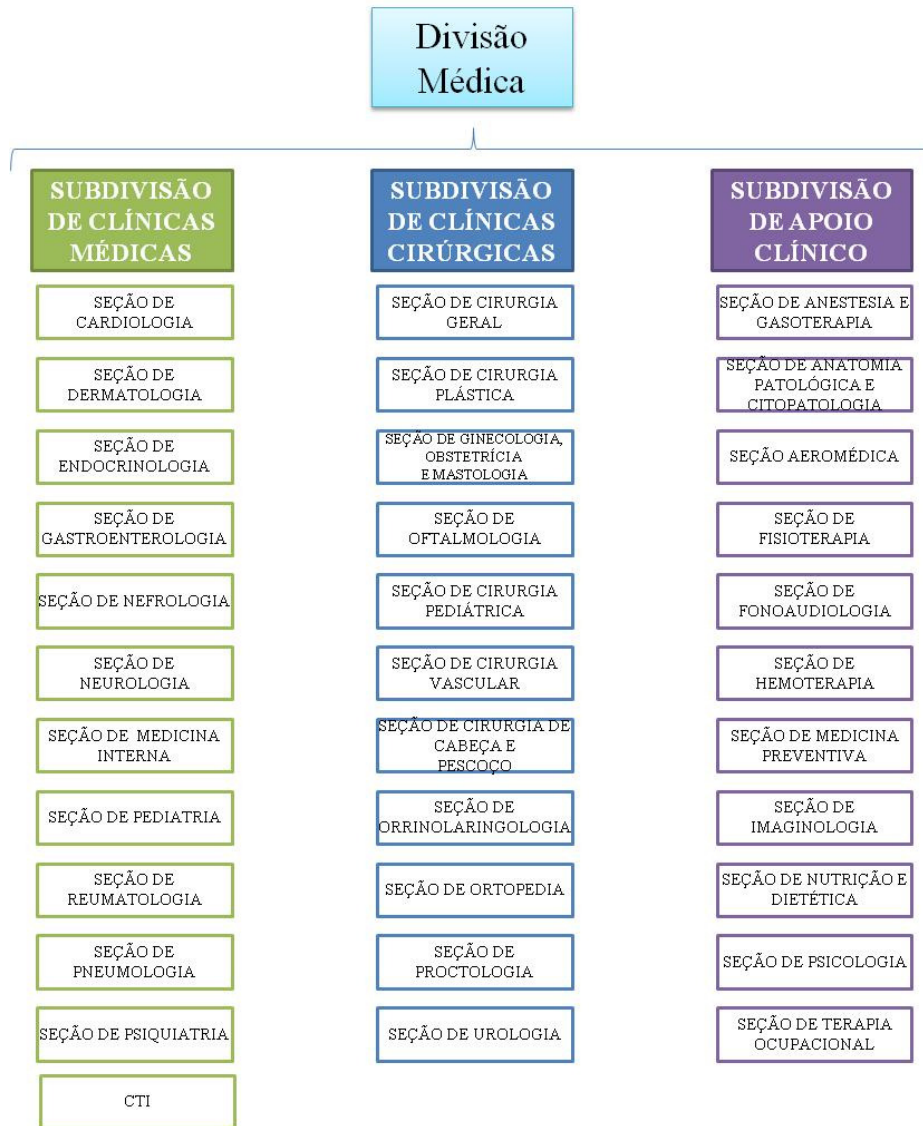 Divisão
Médica
SUBDIVISÃO
DE CLÍNICAS
MÉDICAS
SEÇÃO DE
CARDIOLOGIA
SEÇÃO DE
DERMATOLOGIA
SEÇÃO DE
ENDOCRINOLOGIA
SEÇÃO DE
GASTROENTEROLOGIA
SEÇÃO DE NEFROLOGIA
SEÇÃO DE
NEUROLOGIA
SEÇÃO DE MEDICINA
INTERNA
SEÇÃO DE PEDIATRIA
SEÇÃO DE
REUMATOLOGIA
SEÇÃO DE
PNEUMOLOGIA
SEÇÃO DE PSIQUIATRIA
CTI
SUBDIVISÃO
DE CLÍNICAS
CIRÚRGICAS
SEÇÃO DE CIRURGIA
GERAL
SEÇÃO DE CIRURGIA
PLÁSTICA
SEÇÃO DE GINECOLOGIA,
OBSTETRÍCIA
E MASTOLOGIA
SEÇÃO DE
OFTALMOLOGIA
SEÇÃO DE CIRURGIA
PEDIÁTRICA
SEÇÃO DE CIRURGIA
VASCULAR
SEÇÃO DE CIRURGIA DE
CABEÇA E
PESCOÇO
SEÇÃO DE
ORRINOLARINGOLOGIA
SEÇÃO DE ORTOPEDIA
SEÇÃO DE
PROCTOLOGIA
SEÇÃO DE UROLOGIA
SUBDIVISÃO
DE APOIO
CLÍNICO
SEÇÃO DE ANESTESIA E
GASOTERAPIA
SEÇÃO DE ANATOMIA
PATOLÓGICA E
CITOPATOLOGIA
SEÇÃO AEROMÉDICA
SEÇÃO DE
FISIOTERAPIA
SEÇÃO DE
FONOAUDIOLOGIA
SEÇÃO DE
HEMOTERAPIA
SEÇÃO DE MEDICINA
PREVENTIVA
SEÇÃO DE
IMAGINOLOGIA
SEÇÃO DE NUTRIÇÃO E
DIETÉTICA
SEÇÃO DE PSICOLOGIA
SEÇÃO DE TERAPIA
OCUPACIONAL